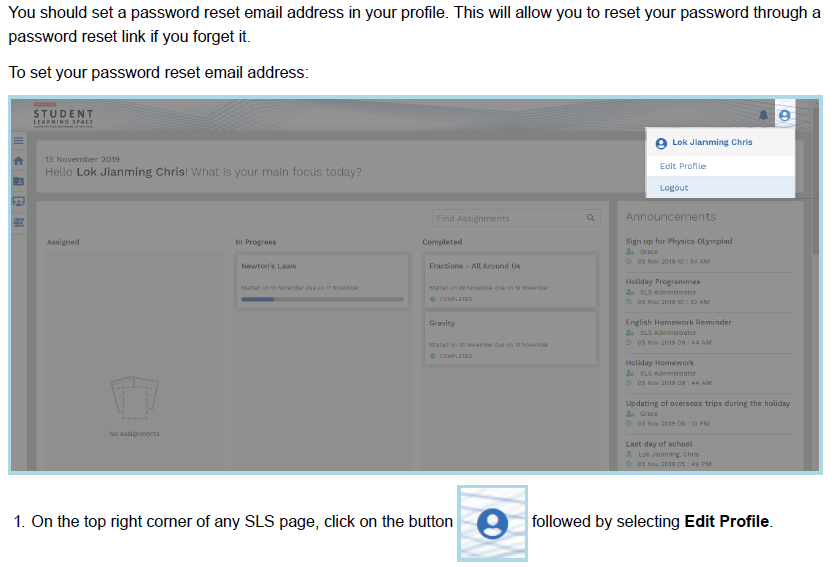 You should set a password reset email address in your profile. This will allow you to reset your password through a
password reset link if you forget it.
To set your password reset email address:
STUDENT
LEARNING SPACE
Lok Jianming Chris
Edit Profile
Logout
13 November 2019
Hello Lok Jianming Chris! What is your main focus today?
Find Assignments
Assigned
No Assignments
In Progress
Newton's Laws
Started on 03 November due on 17 November
Completed
Fractions - All Around Us
Started on 09 November due on 10 November
COMPLETED
Gravity
Started on 03 November due on 10 November
COMPLETED
Announcements
Sign up for Physics Olympiad
Grace
05 Nov 2019 10 : 54 AM
Holiday Programmes
SLS Administrator
05 Nov 2019 10 : 32 AM
English Homework Reminder
SLS Administrator
05 Nov 2019 09 : 44 AM
Holiday Homework
SLS Administrator
05 Nov 2019 09 : 44 AM
Updating of overseas trips during the holiday
Grace
03 Nov 2019 06 : 13 PM
Last day of school
Lok Jianming, Chris
03 Nov 2019 05 : 49 PM
1. On the top right corner of any SLS page, click on the button followed by selecting Edit Profile.